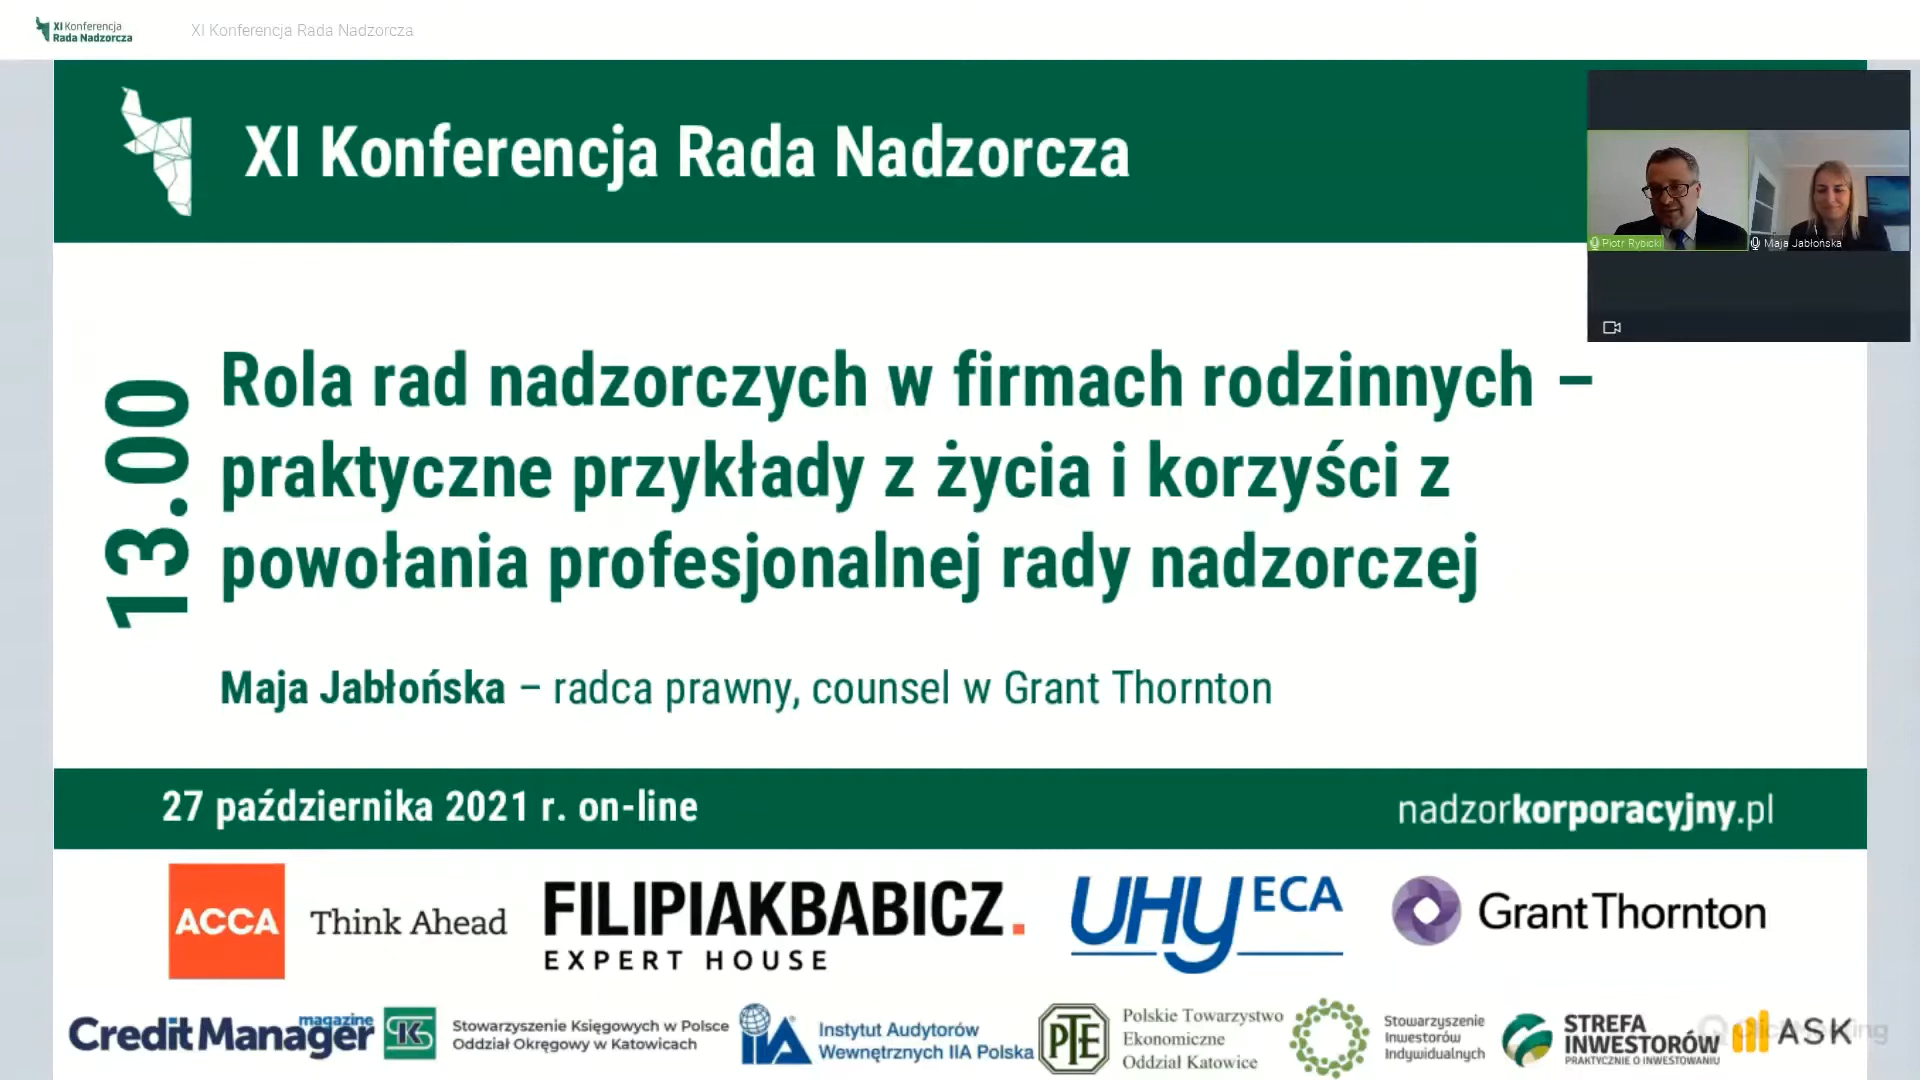 XI Konferencja
Rada Nadzorcza
XI Konferencja Rada Nadzorcza
XI Konferencja Rada Nadzorcza
Piotr Rybicki
Maja Jabłońska
13.00
Rola rad nadzorczych w firmach rodzinnych –
praktyczne przykłady z życia i korzyści z
powołania profesjonalnej rady nadzorczej
Maja Jabłońska – radca prawny, counsel w Grant Thornton
27 października 2021 r. on-line
nadzorkorporacyjny.pl
ACCA
Think Ahead
FILIPIAKBABICZ.
EXPERT HOUSE
UHY ECA
Grant Thornton
magazine
Credit Manager
SKS
Stowarzyszenie Księgowych w Polsce
Oddział Okręgowy w Katowicach
IIA
Instytut Audytorów
Wewnętrznych IIA Polska
PTE
Polskie Towarzystwo
Ekonomiczne
Oddział Katowice
Stowarzyszenie
Inwestorów
Indywidualnych
STREFA
INWESTORÓW
PRAKTYCZNIE O INWESTOWANIU
ASK